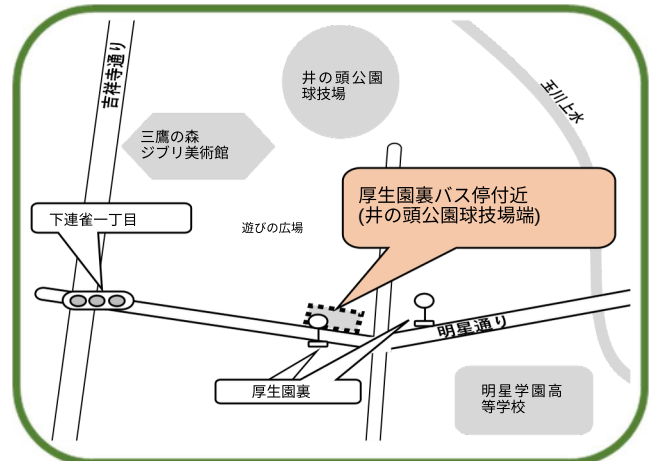 吉祥寺通り
井の頭公園
球技場
玉川上水
三鷹の森
ジブリ美術館
厚生園裏バス停付近
(井の頭公園球技場端)
下連雀一丁目
遊びの広場
明星通り
厚生園裏
明星学園高
等学校